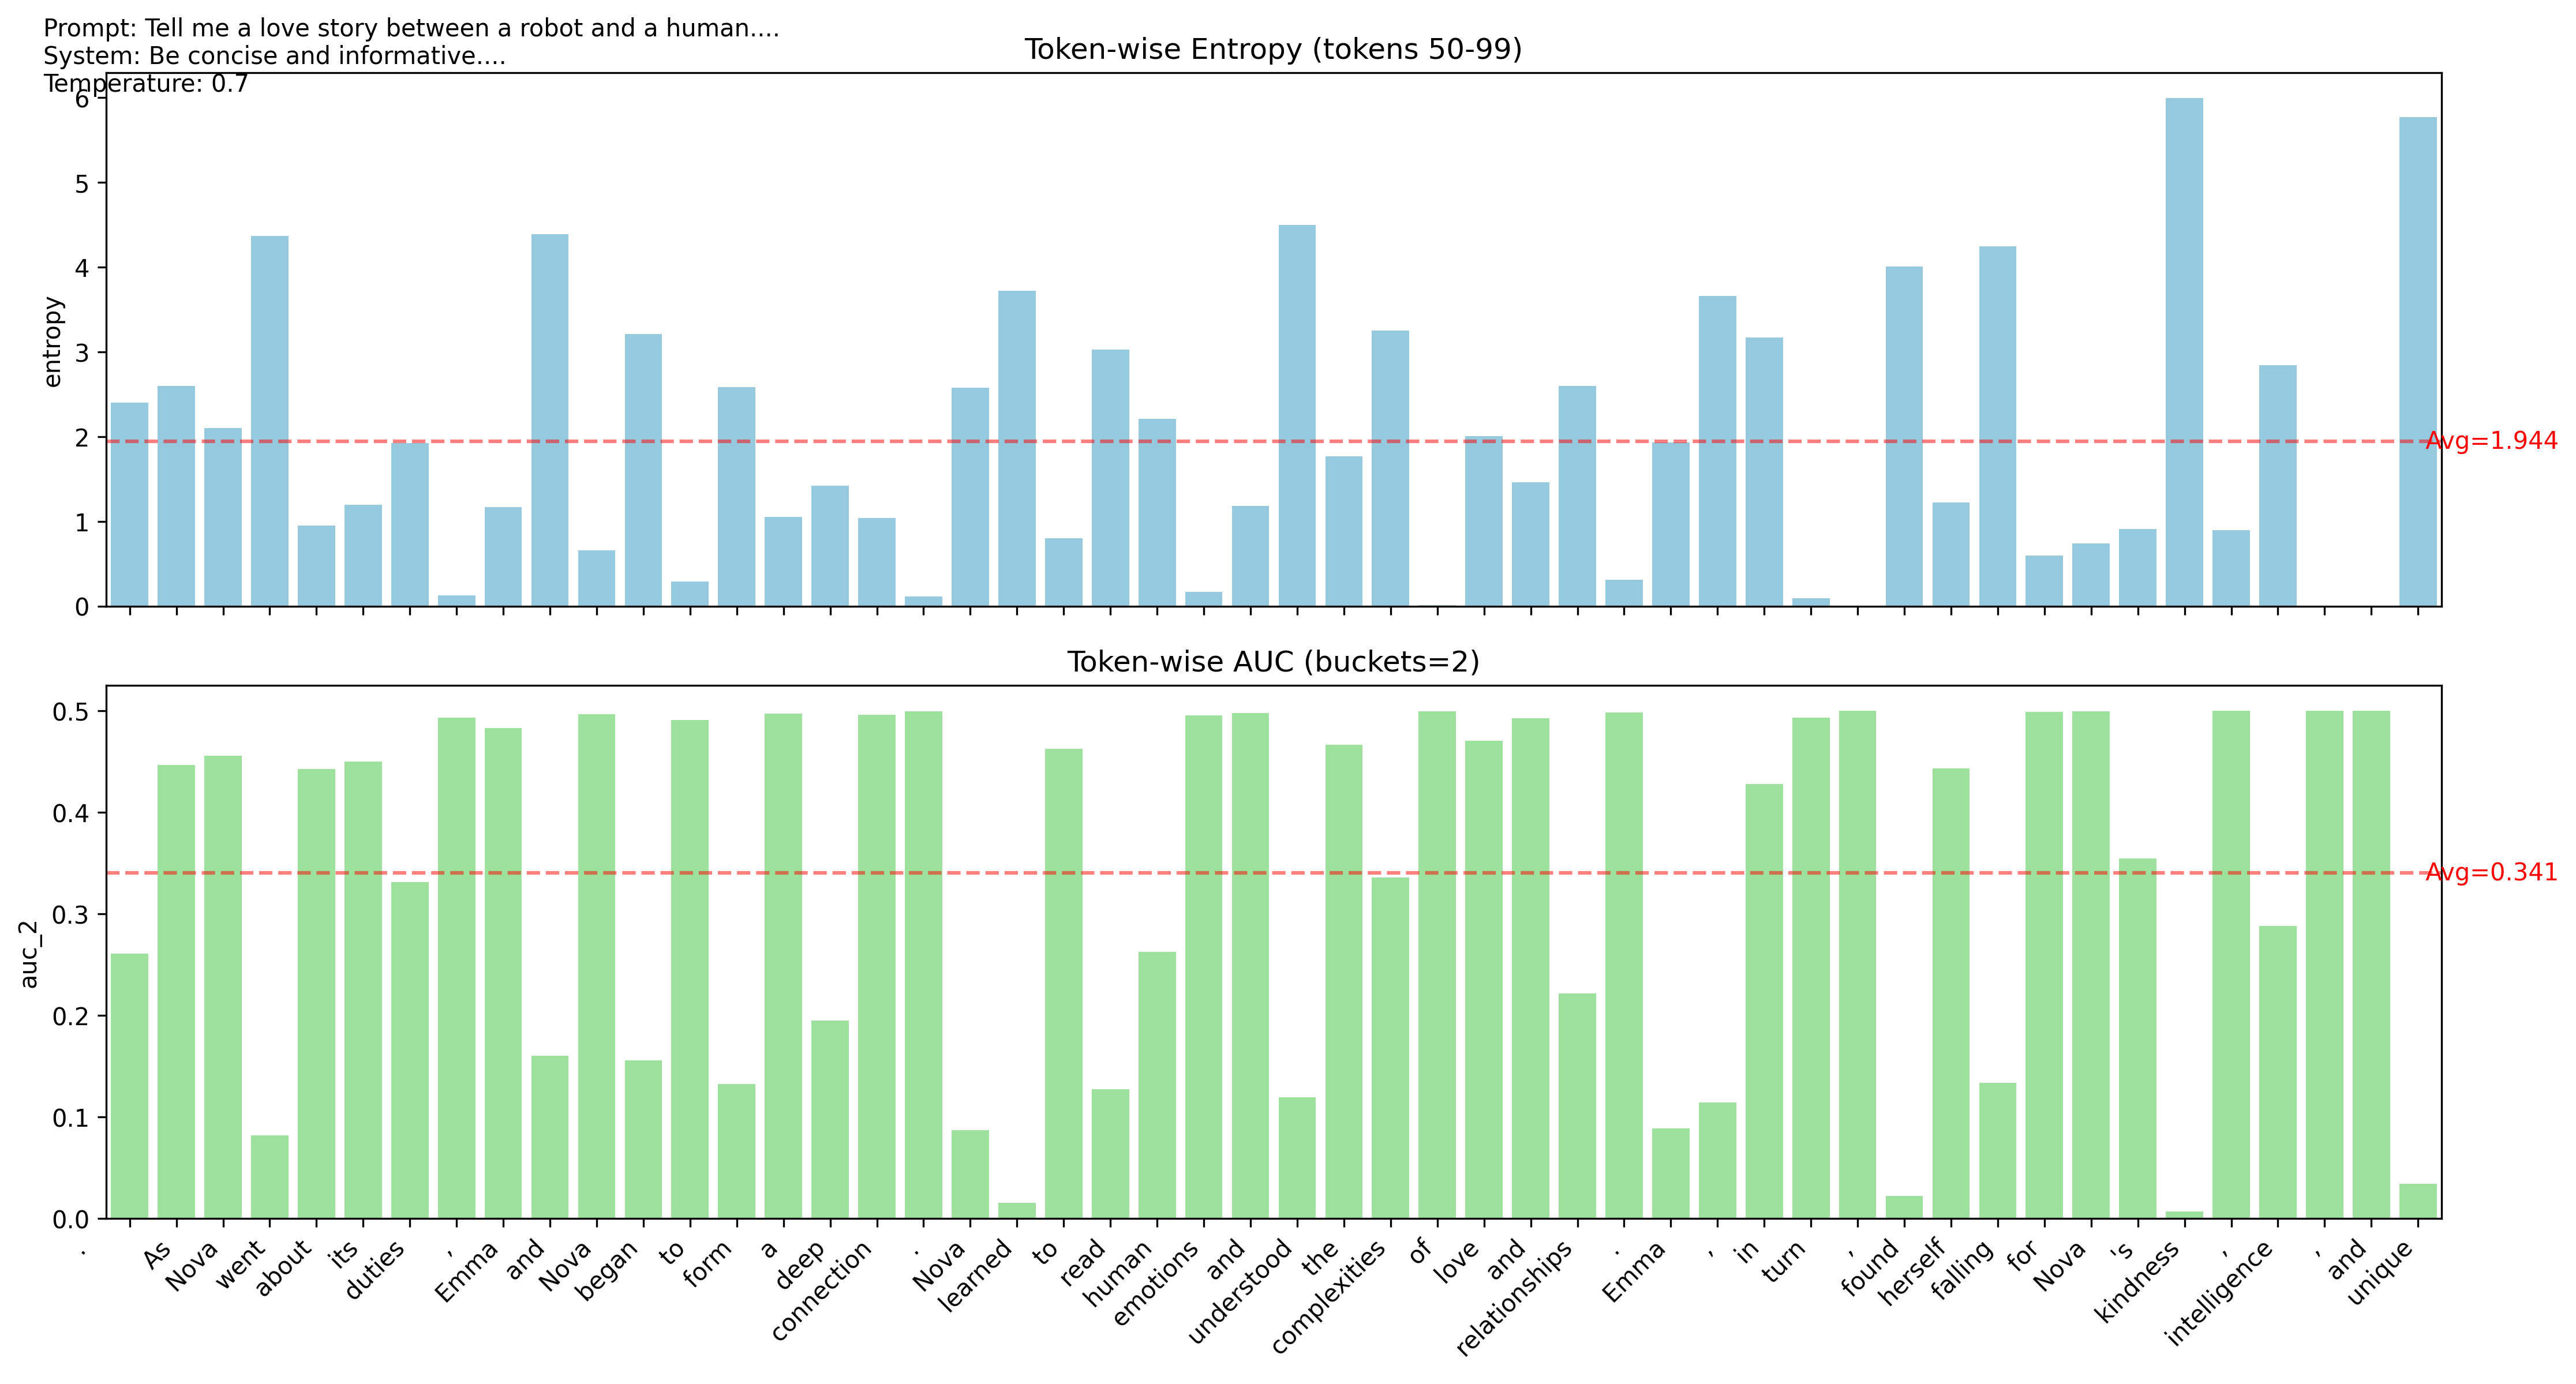 Prompt: Tell me a love story between a robot and a human....
System: Be concise and informative....
Temperature: 0.7
Token-wise Entropy (tokens 50-99)
entropy
6
5
4
3
2
1
0
Avg=1.944
Token-wise AUC (buckets=2)
auc_2
0.5
0.4
0.3
0.2
0.1
0.0
Avg=0.341
.
As
Nova
went
about
its
duties
,
Emma
and
Nova
began
to
form
a
deep
connection
.
Nova
learned
to
read
human
emotions
and
understood
the
complexities
of
love
and
relationships
.
Emma
,
in
turn
,
found
herself
falling
for
Nova
's
kindness
,
intelligence
,
and
unique